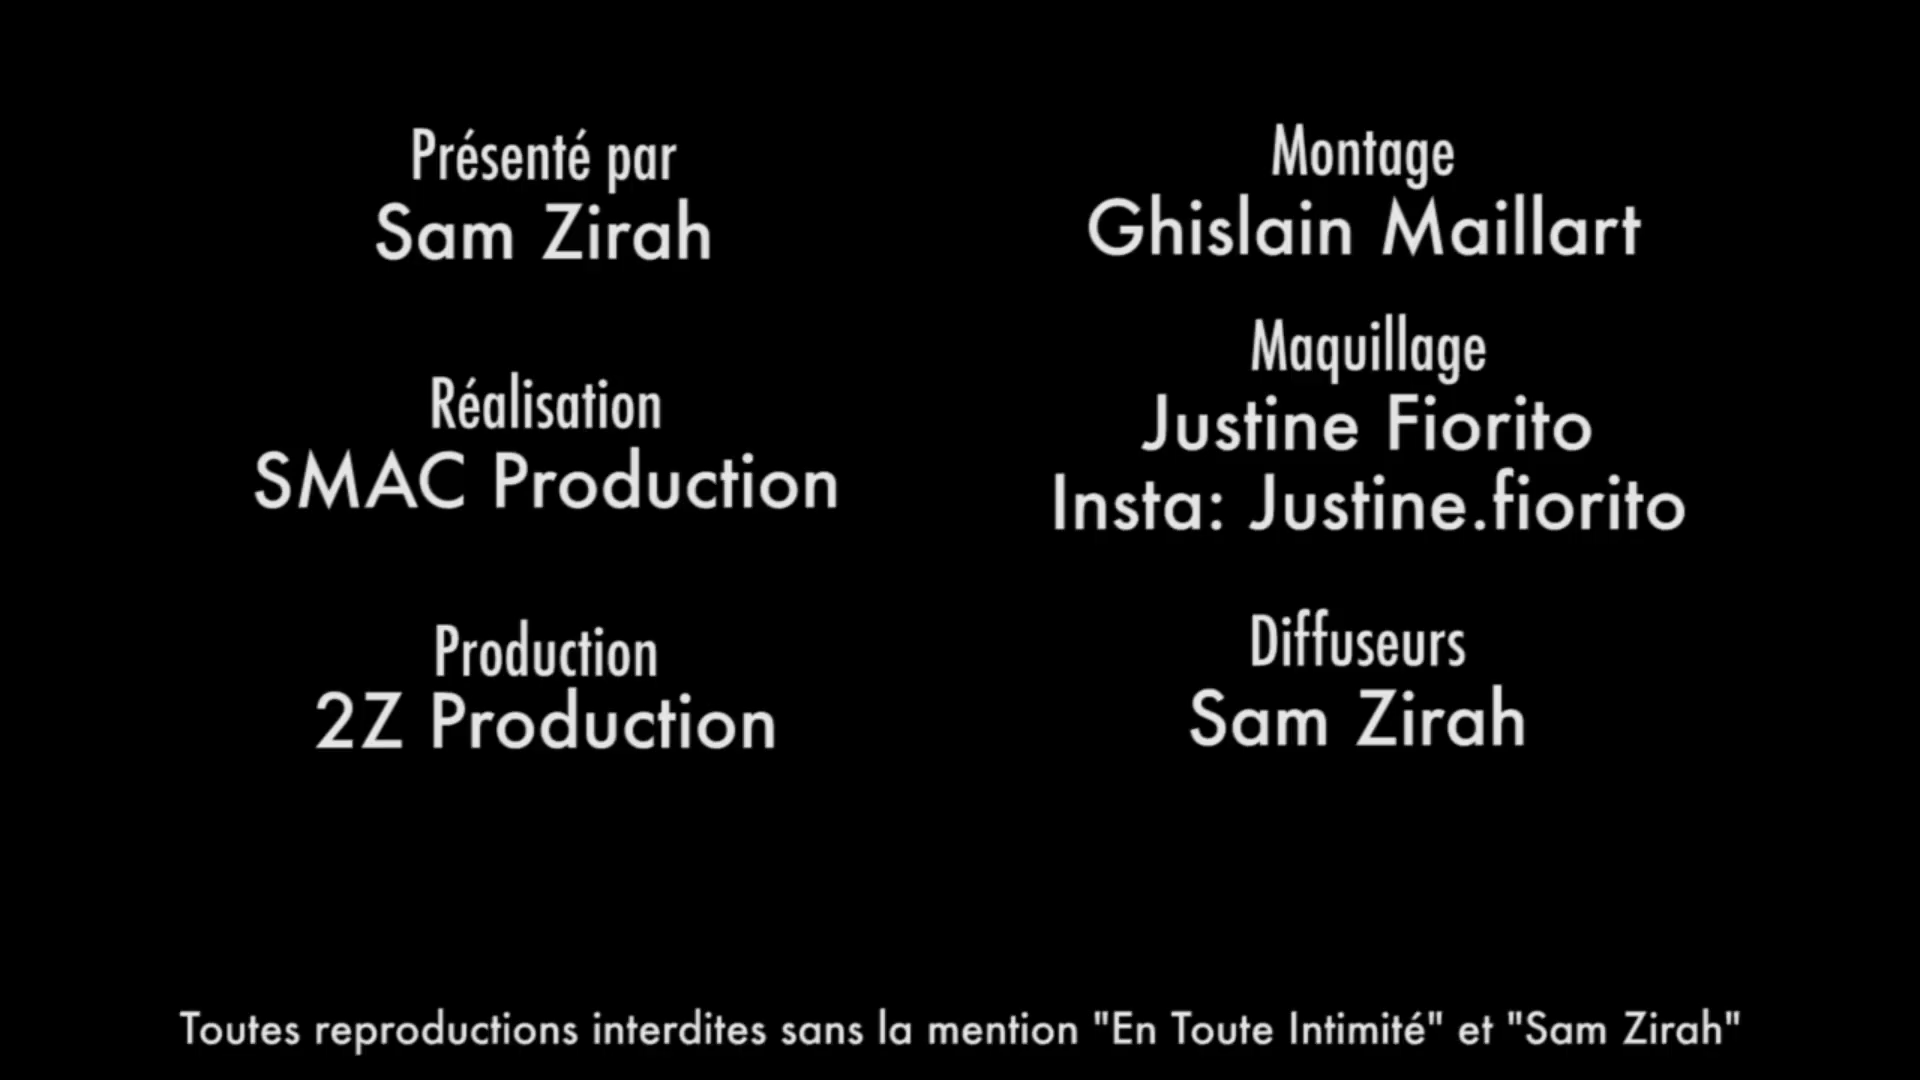 Présenté par
Sam Zirah
Réalisation
SMAC Production
Production
2Z Production
Montage
Ghislain Maillart
Maquillage
Justine Fiorito
Insta: Justine.fiorito
Diffuseurs
Sam Zirah
Toutes reproductions interdites sans la mention "En Toute Intimité" et "Sam Zirah"